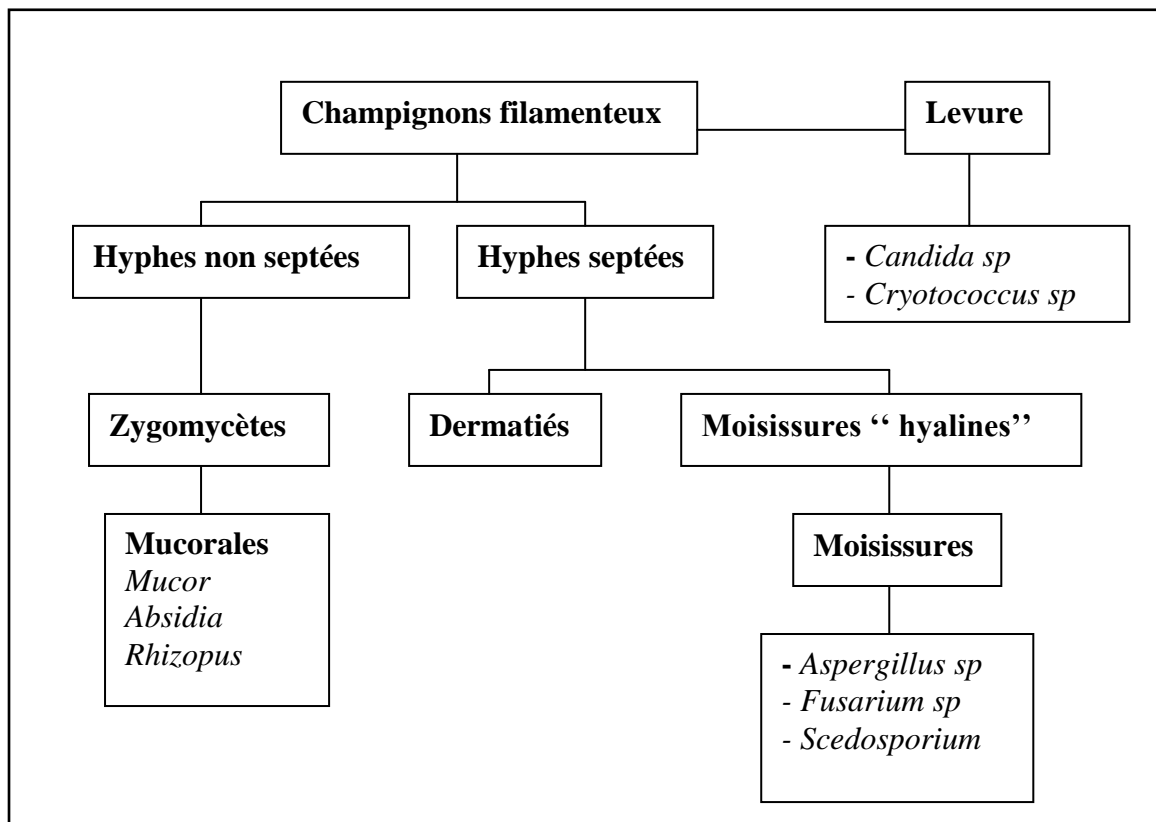 Champignons filamenteux
Levure
Hyphes non septées
Hyphes septées
- Candida sp
- Cryotococcus sp
Zygomycètes
Dermatiés
Moisissures “ hyalines”
Mucorales
Mucor
Absidia
Rhizopus
Moisissures
- Aspergillus sp
- Fusarium sp
- Scedosporium